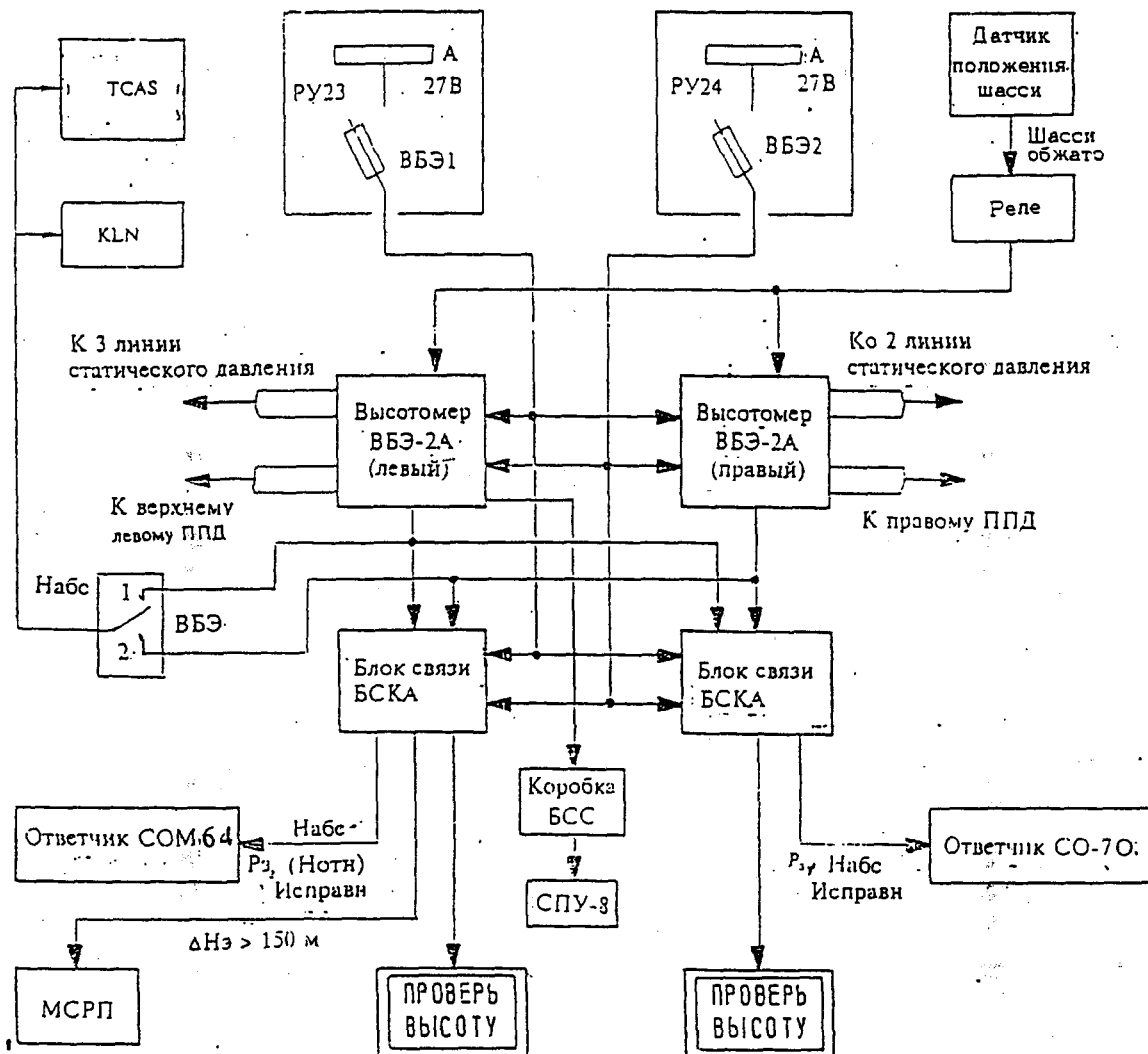 TCAS
KLN
А
27В
РУ23
ВБЭ1
А
27В
РУ24
ВБЭ2
Датчик
положения
шасси
Шасси
обжато
Реле
К 3 линии
статического давления
Ко 2 линии
статического давления
Высотомер
ВБЭ-2А
(левый)
Высотомер
ВБЭ-2А
(правый)
К верхнему
левому ППД
К правому ППД
Набс
1
2
ВБЭ
Блок связи
БСКА
Блок связи
БСКА
Коробка
БСС
СПУ-8
Ответчик СОМ-64
Набс
Рз, (Нотн)
Исправн
Ответчик СО-70
Рз, Набс
Исправн
ΔНэ > 150 м
МСРП
ПРОВЕРЬ
ВЫСОТУ
ПРОВЕРЬ
ВЫСОТУ